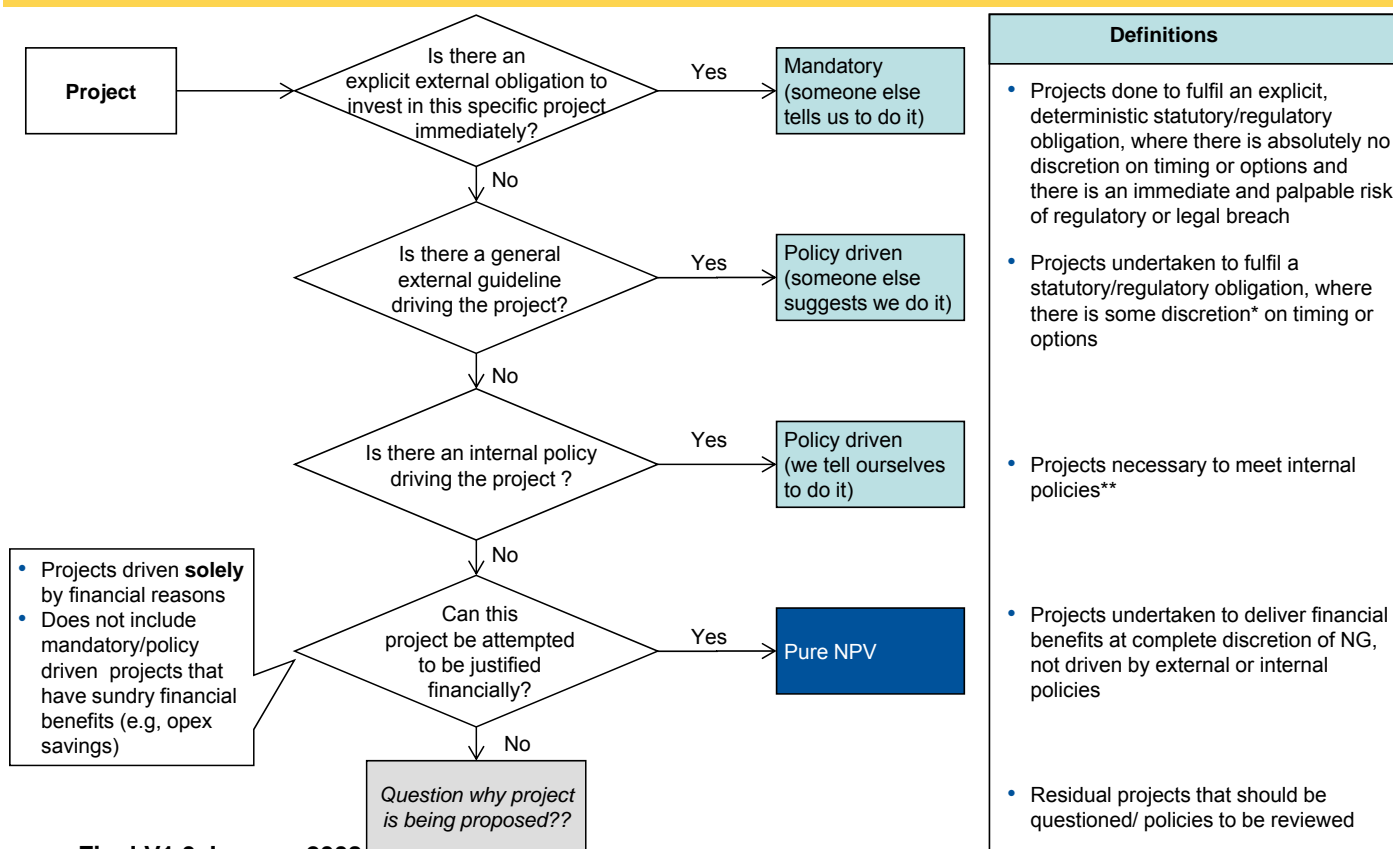 Project
Is there an
explicit external obligation to
invest in this specific project
immediately?
Yes
Mandatory
(someone else
tells us to do it)
No
Is there a general
external guideline
driving the project?
Yes
Policy driven
(someone else
suggests we do it)
No
Is there an internal policy
driving the project ?
Yes
Policy driven
(we tell ourselves
to do it)
No
• Projects driven solely
by financial reasons
• Does not include
mandatory/policy
driven projects that
have sundry financial
benefits (e.g, opex
savings)
Can this
project be attempted
to be justified
financially?
Yes
Pure NPV
No
Question why project
is being proposed??
Definitions
• Projects done to fulfil an explicit,
deterministic statutory/regulatory
obligation, where there is absolutely no
discretion on timing or options and
there is an immediate and palpable risk
of regulatory or legal breach
• Projects undertaken to fulfil a
statutory/regulatory obligation, where
there is some discretion* on timing or
options
• Projects necessary to meet internal
policies**
• Projects undertaken to deliver financial
benefits at complete discretion of NG,
not driven by external or internal
policies
• Residual projects that should be
questioned/ policies to be reviewed